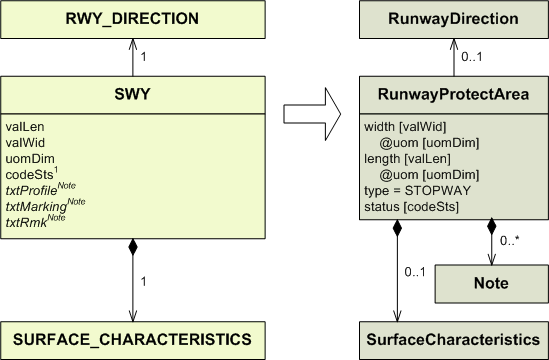 RWY_DIRECTION
1
SWY
valLen
valWid
uomDim
codeSts1
txtProfileNote
txtMarkingNote
txtRmkNote
1
SURFACE_CHARACTERISTICS
RunwayDirection
0..1
RunwayProtectArea
width [valWid]
@uom [uomDim]
length [valLen]
@uom [uomDim]
type = STOPWAY
status [codeSts]
0..1
0..*
Note
SurfaceCharacteristics